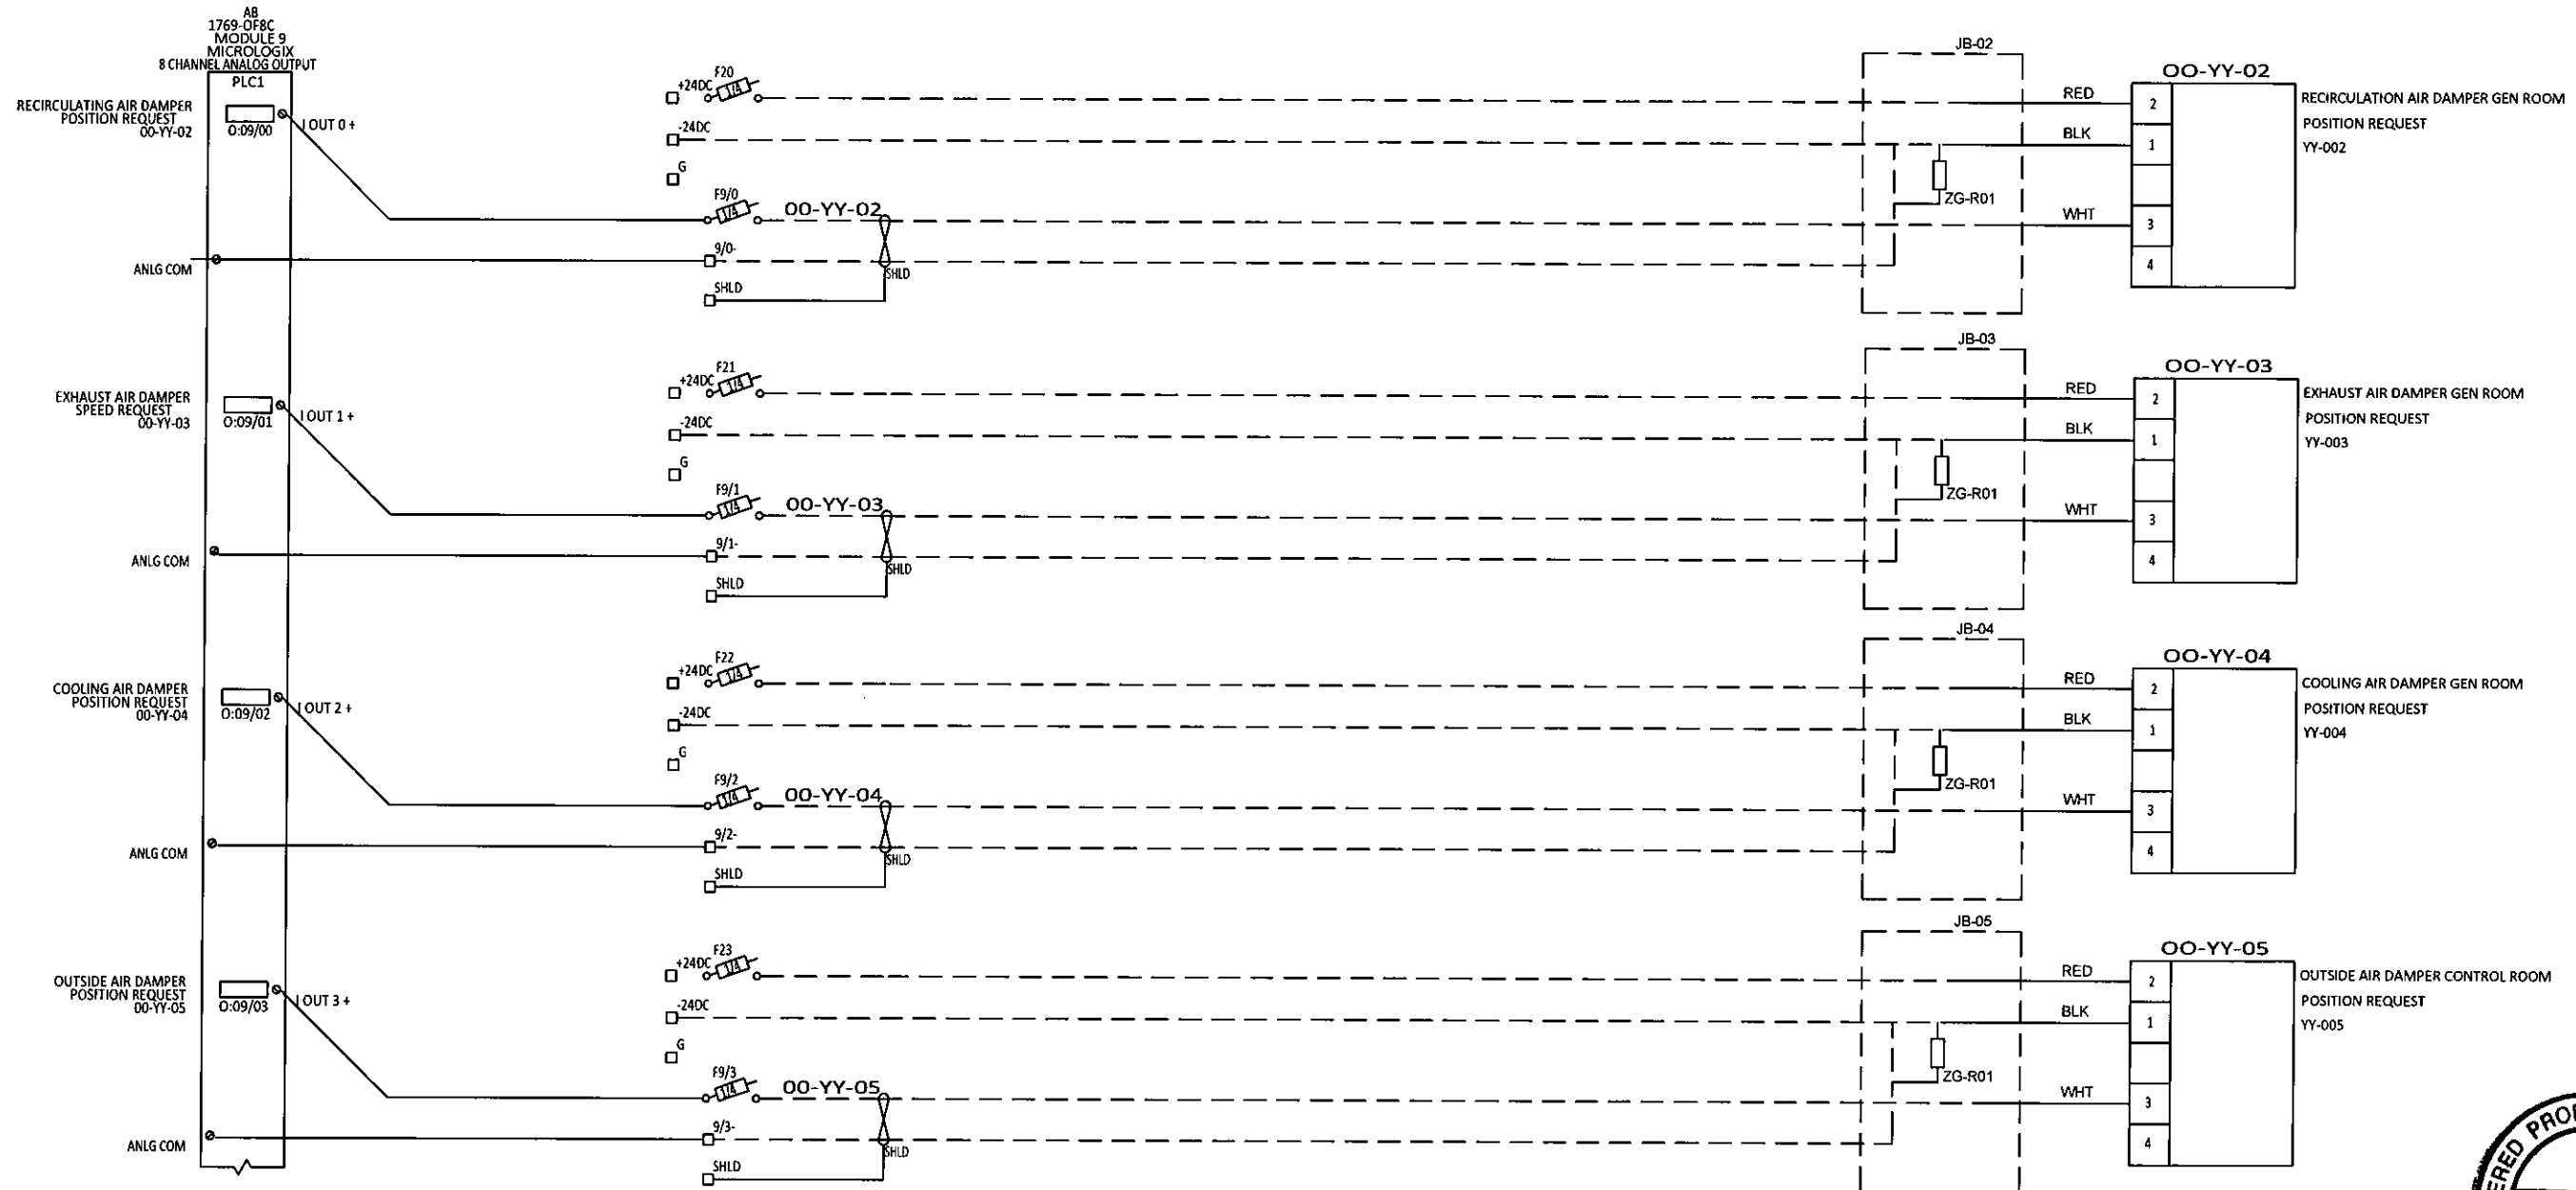 AB
1769-OF8C
MODULE 9
MICROLOGIX
8 CHANNEL ANALOG OUTPUT
PLC1
RECIRCULATING AIR DAMPER
POSITION REQUEST
00-YY-02
O:09/00
I OUT 0 +
ANLG COM
+24DC
F20
1/4
-24DC
G
F9/0
1/4
OO-YY-02
9/0-
SHLD
SHLD
JB-02
ZG-R01
RED
BLK
WHT
OO-YY-02
2
1
3
4
RECIRCULATION AIR DAMPER GEN ROOM
POSITION REQUEST
YY-002
EXHAUST AIR DAMPER
SPEED REQUEST
00-YY-03
O:09/01
I OUT 1 +
ANLG COM
+24DC
F21
1/4
-24DC
G
F9/1
1/4
OO-YY-03
9/1-
SHLD
SHLD
JB-03
ZG-R01
RED
BLK
WHT
OO-YY-03
2
1
3
4
EXHAUST AIR DAMPER GEN ROOM
POSITION REQUEST
YY-003
COOLING AIR DAMPER
POSITION REQUEST
00-YY-04
O:09/02
I OUT 2 +
ANLG COM
+24DC
F22
1/4
-24DC
G
F9/2
1/4
OO-YY-04
9/2-
SHLD
SHLD
JB-04
ZG-R01
RED
BLK
WHT
OO-YY-04
2
1
3
4
COOLING AIR DAMPER GEN ROOM
POSITION REQUEST
YY-004
OUTSIDE AIR DAMPER
POSITION REQUEST
00-YY-05
O:09/03
I OUT 3 +
ANLG COM
+24DC
F23
1/4
-24DC
G
F9/3
1/4
OO-YY-05
9/3-
SHLD
SHLD
JB-05
ZG-R01
RED
BLK
WHT
OO-YY-05
2
1
3
4
OUTSIDE AIR DAMPER CONTROL ROOM
POSITION REQUEST
YY-005